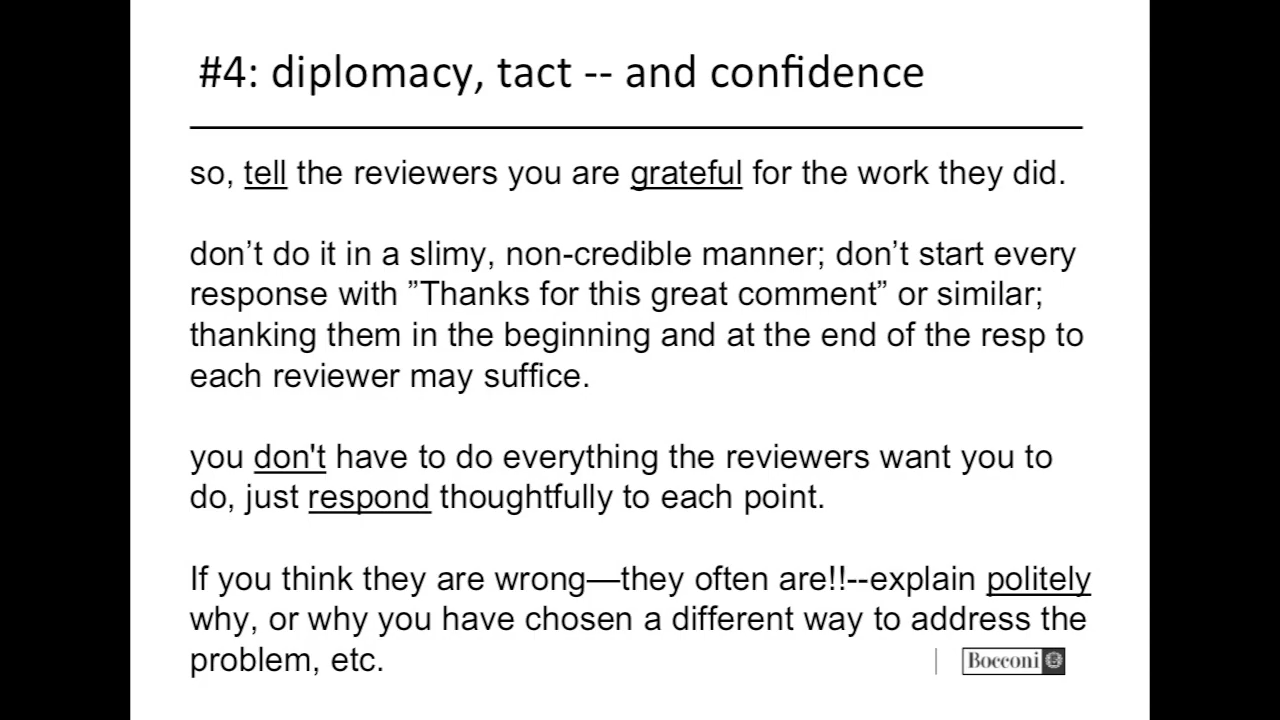 #4: diplomacy, tact -- and confidence
so, tell the reviewers you are grateful for the work they did.
don’t do it in a slimy, non-credible manner; don’t start every
response with ”Thanks for this great comment” or similar;
thanking them in the beginning and at the end of the resp to
each reviewer may suffice.
you don't have to do everything the reviewers want you to
do, just respond thoughtfully to each point.
If you think they are wrong—they often are!!--explain politely
why, or why you have chosen a different way to address the
problem, etc.
Bocconi